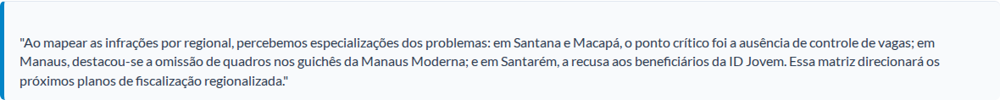 "Ao mapear as infrações por regional, percebemos especializações dos problemas: em Santana e Macapá, o ponto crítico foi a ausência de controle de vagas; em
Manaus, destacou-se a omissão de quadros nos guichês da Manaus Moderna; e em Santarém, a recusa aos beneficiários da ID Jovem. Essa matriz direcionará os
próximos planos de fiscalização regionalizada."